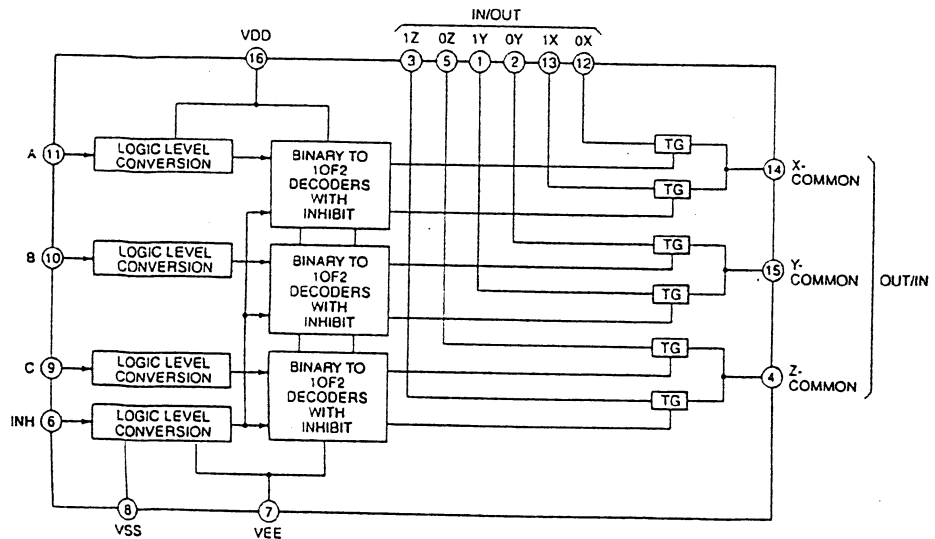 IN/OUT
VDD
1Z 0Z 1Y 0Y 1X 0X
16
3 5 1 2 13 12
A 11
LOGIC LEVEL
CONVERSION
BINARY TO
1OF2
DECODERS
WITH
INHIBIT
TG
TG
14 X-
COMMON
B 10
LOGIC LEVEL
CONVERSION
BINARY TO
1OF2
DECODERS
WITH
INHIBIT
TG
TG
15 Y-
COMMON
OUT/IN
C 9
LOGIC LEVEL
CONVERSION
BINARY TO
1OF2
DECODERS
WITH
INHIBIT
TG
TG
4 Z-
COMMON
INH 6
LOGIC LEVEL
CONVERSION
8
VSS
7
VEE